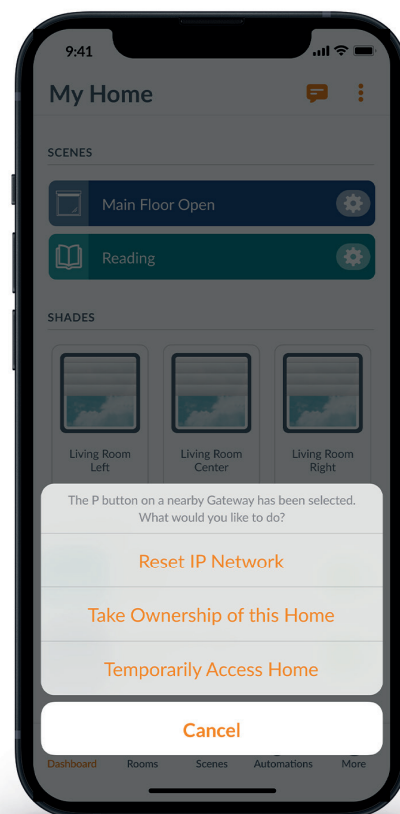 9:41
My Home
SCENES
Main Floor Open
Reading
SHADES
Living Room
Left
Living Room
Center
Living Room
Right
The P button on a nearby Gateway has been selected.
What would you like to do?
Reset IP Network
Take Ownership of this Home
Temporarily Access Home
Cancel
Dashboard
Rooms
Scenes
Automations
More